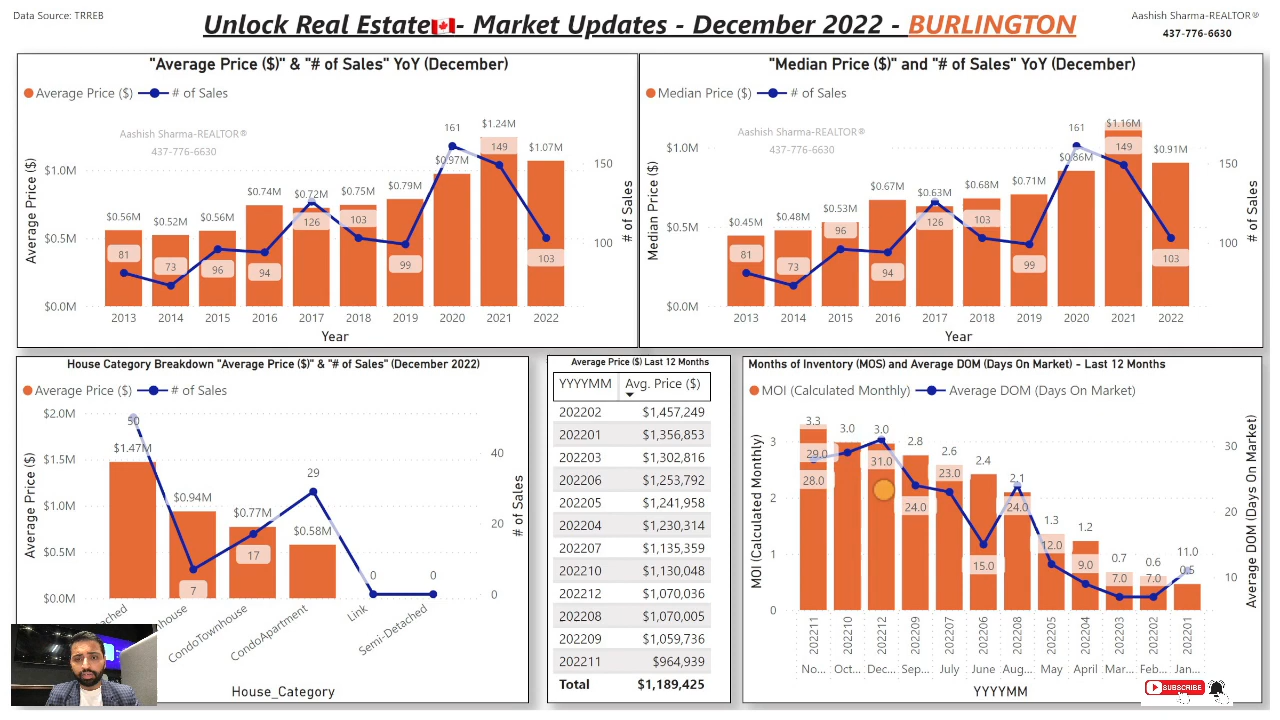 Data Source: TRREB
Unlock Real Estate - Market Updates - December 2022 - BURLINGTON
Aashish Sharma-REALTOR®
437-776-6630
"Average Price ($)" & "# of Sales" YoY (December)
Average Price ($) # of Sales
Aashish Sharma-REALTOR®
437-776-6630
Average Price ($)
$1.0M
$0.5M
$0.0M
$0.56M
$0.52M
$0.56M
$0.74M
$0.72M
$0.75M
$0.79M
$0.97M
$1.24M
$1.07M
81
73
96
94
126
103
99
161
149
103
150
100
# of Sales
2013 2014 2015 2016 2017 2018 2019 2020 2021 2022
Year
"Median Price ($)" and "# of Sales" YoY (December)
Median Price ($) # of Sales
Aashish Sharma-REALTOR®
437-776-6630
Median Price ($)
$1.0M
$0.5M
$0.0M
$0.45M
$0.48M
$0.53M
$0.67M
$0.63M
$0.68M
$0.71M
$0.86M
$1.16M
$0.91M
81
73
96
94
126
103
99
161
149
103
150
100
# of Sales
2013 2014 2015 2016 2017 2018 2019 2020 2021 2022
Year
House Category Breakdown "Average Price ($)" & "# of Sales" (December 2022)
Average Price ($) # of Sales
Average Price ($)
$2.0M
$1.5M
$1.0M
$0.5M
$0.0M
$1.47M
$0.94M
$0.77M
$0.58M
50
7
17
29
0
0
40
20
0
# of Sales
ached
nhouse
CondoTownhouse
CondoApartment
Link
Semi-Detached
House_Category
Average Price ($) Last 12 Months
YYYYMM Avg. Price ($)
202202 $1,457,249
202201 $1,356,853
202203 $1,302,816
202206 $1,253,792
202205 $1,241,958
202204 $1,230,314
202207 $1,135,359
202210 $1,130,048
202212 $1,070,036
202208 $1,070,005
202209 $1,059,736
202211 $964,939
Total $1,189,425
Months of Inventory (MOS) and Average DOM (Days On Market) - Last 12 Months
MOI (Calculated Monthly) Average DOM (Days On Market)
MOI (Calculated Monthly)
3
2
1
0
3.3
3.0
3.0
2.8
2.6
2.4
2.1
1.3
1.2
0.7
0.6
0.5
29.0
28.0
31.0
24.0
23.0
15.0
24.0
12.0
9.0
7.0
7.0
11.0
30
20
10
Average DOM (Days On Market)
202211 202210 202212 202209 202207 202206 202208 202205 202204 202203 202202 202201
No... Oct... Dec... Sep... July June Aug... May April Mar... Feb... Jan...
YYYYMM
SUBSCRIBE